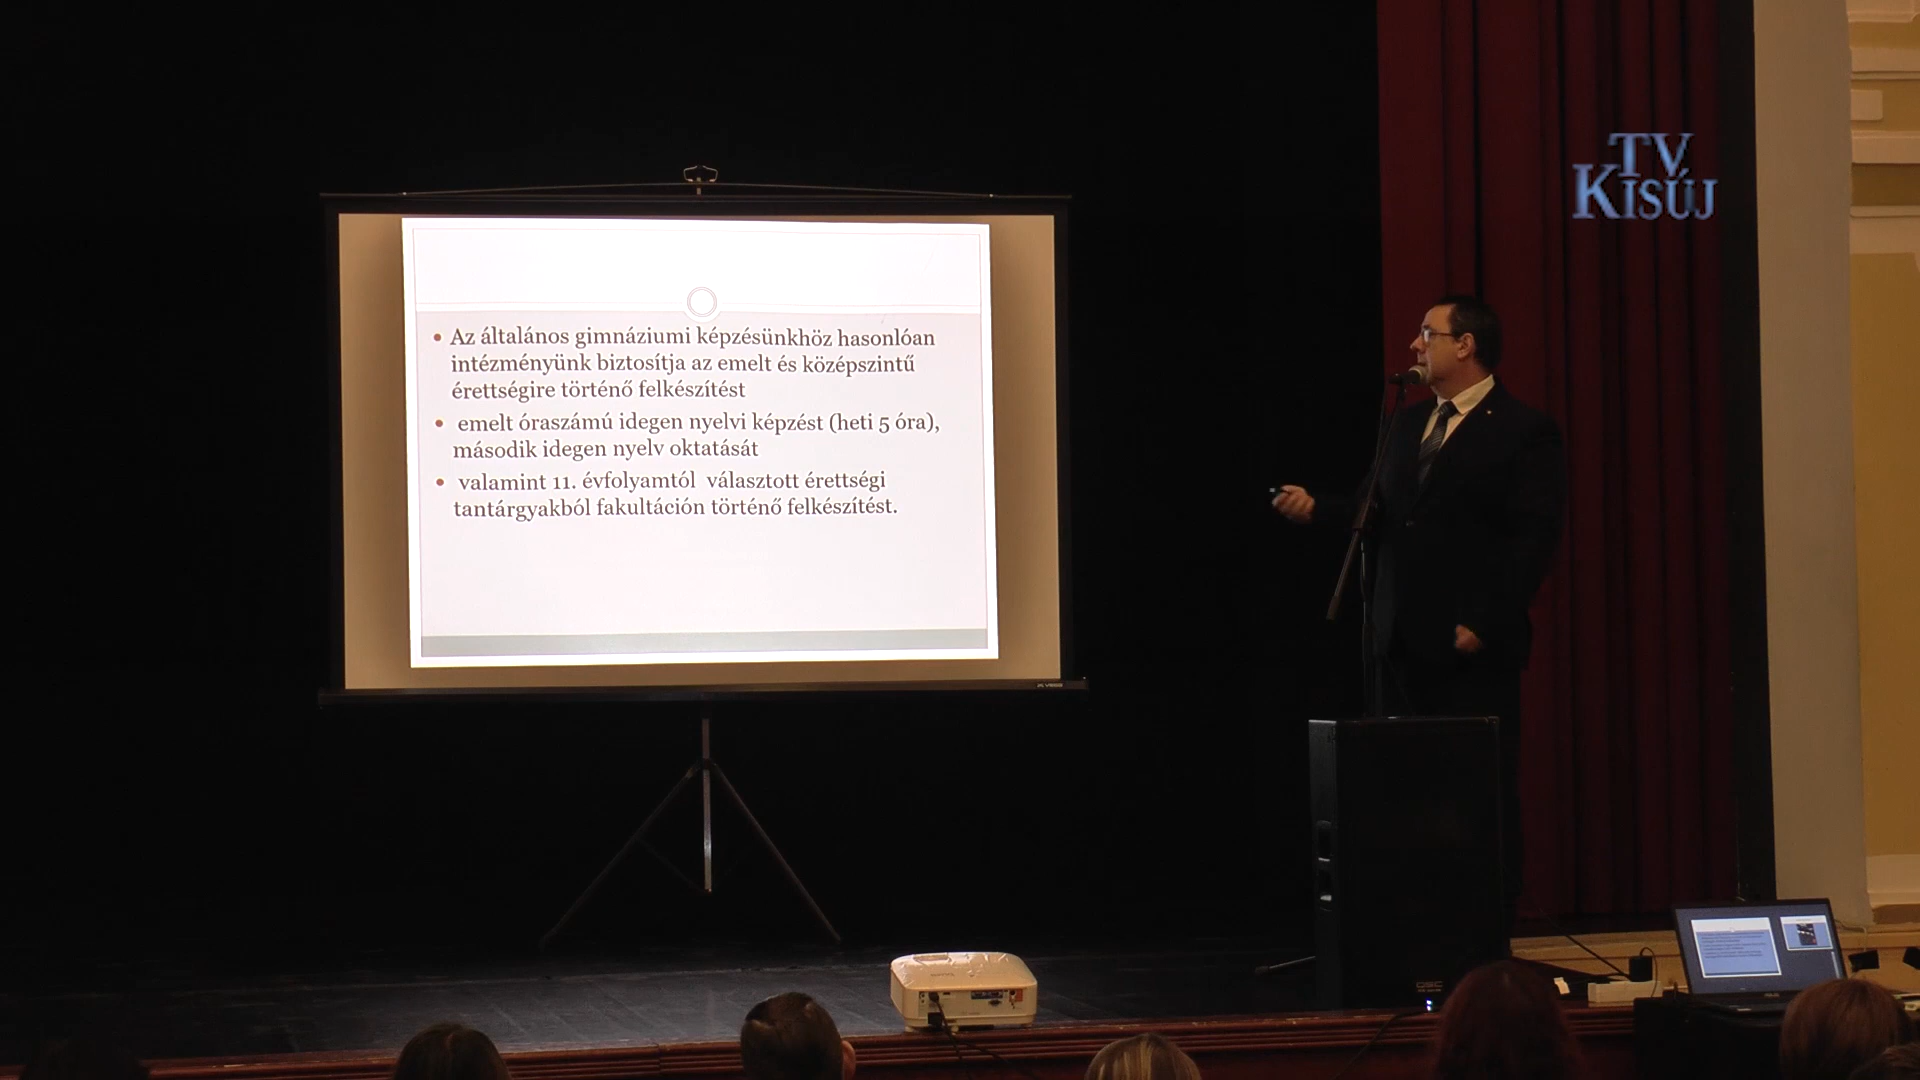 TV
KISÚJ
• Az általános gimnáziumi képzésünkhöz hasonlóan
intézményünk biztosítja az emelt és középszintű
érettségire történő felkészítést
• emelt óraszámú idegen nyelvi képzést (heti 5 óra),
második idegen nyelv oktatását
• valamint 11. évfolyamtól választott érettségi
tantárgyakból fakultáción történő felkészítést.
QSC